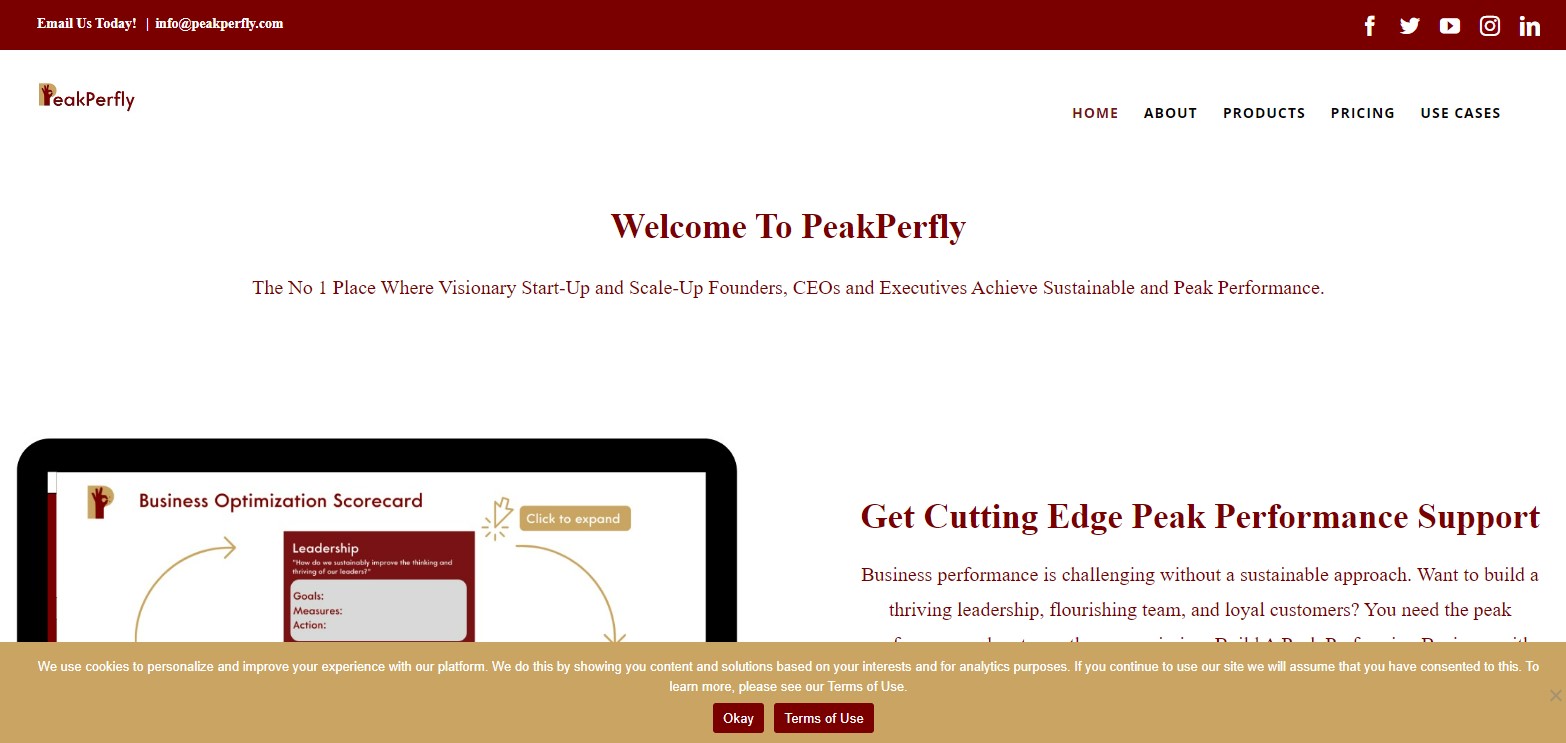 Email Us Today! | info@peakperfly.com
PeakPerfly
HOME ABOUT PRODUCTS PRICING USE CASES
Welcome To PeakPerfly
The No 1 Place Where Visionary Start-Up and Scale-Up Founders, CEOs and Executives Achieve Sustainable and Peak Performance.
Business Optimization Scorecard
Click to expand
Leadership
"How do we sustainably improve the thinking and
thriving of our leaders?"
Goals:
Measures:
Action:
Get Cutting Edge Peak Performance Support
Business performance is challenging without a sustainable approach. Want to build a
thriving leadership, flourishing team, and loyal customers? You need the peak
We use cookies to personalize and improve your experience with our platform. We do this by showing you content and solutions based on your interests and for analytics purposes. If you continue to use our site we will assume that you have consented to this. To
learn more, please see our Terms of Use.
Okay Terms of Use